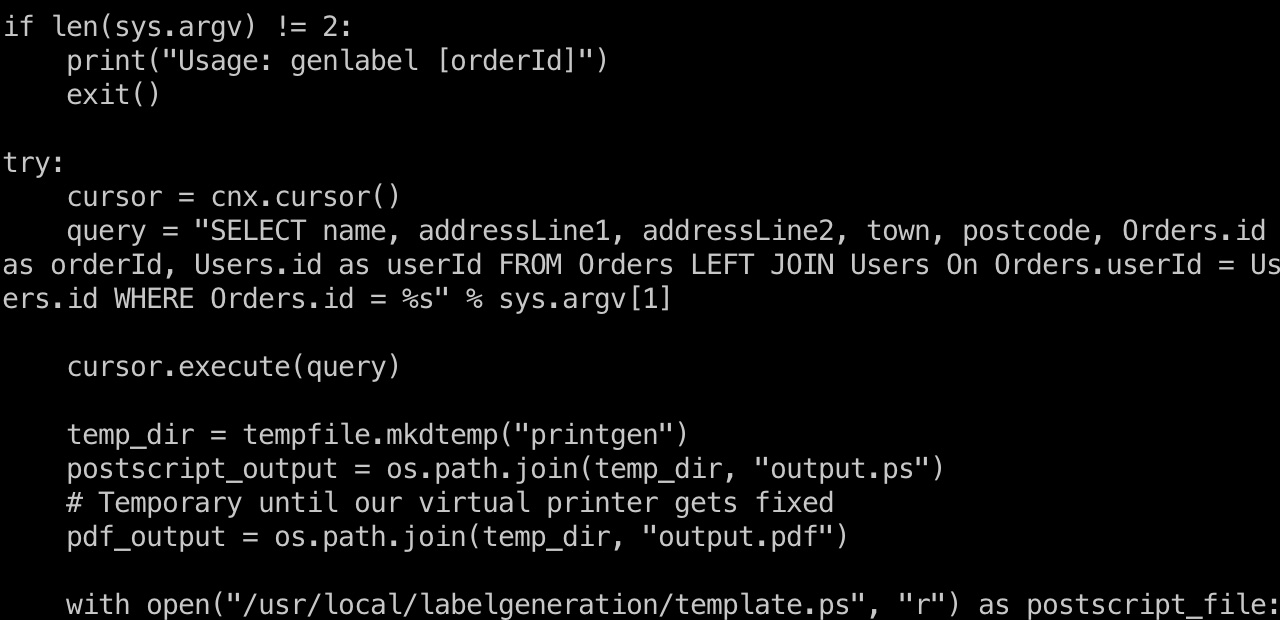 if len(sys.argv) != 2:
    print("Usage: genlabel [orderId]")
    exit()

try:
    cursor = cnx.cursor()
    query = "SELECT name, addressLine1, addressLine2, town, postcode, Orders.id
as orderId, Users.id as userId FROM Orders LEFT JOIN Users On Orders.userId = Us
ers.id WHERE Orders.id = %s" % sys.argv[1]

    cursor.execute(query)

    temp_dir = tempfile.mkdtemp("printgen")
    postscript_output = os.path.join(temp_dir, "output.ps")
    # Temporary until our virtual printer gets fixed
    pdf_output = os.path.join(temp_dir, "output.pdf")

    with open("/usr/local/labelgeneration/template.ps", "r") as postscript_file: